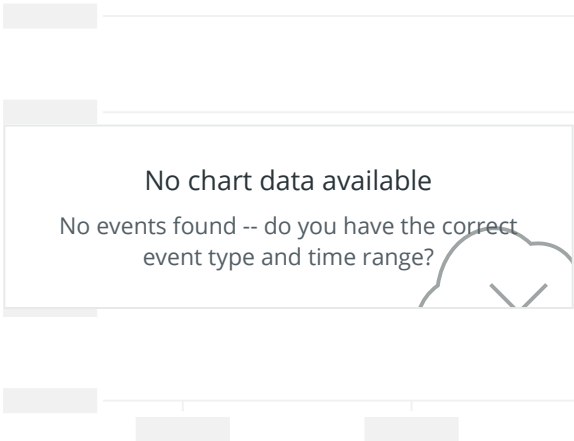 No chart data available
No events found -- do you have the correct
event type and time range?